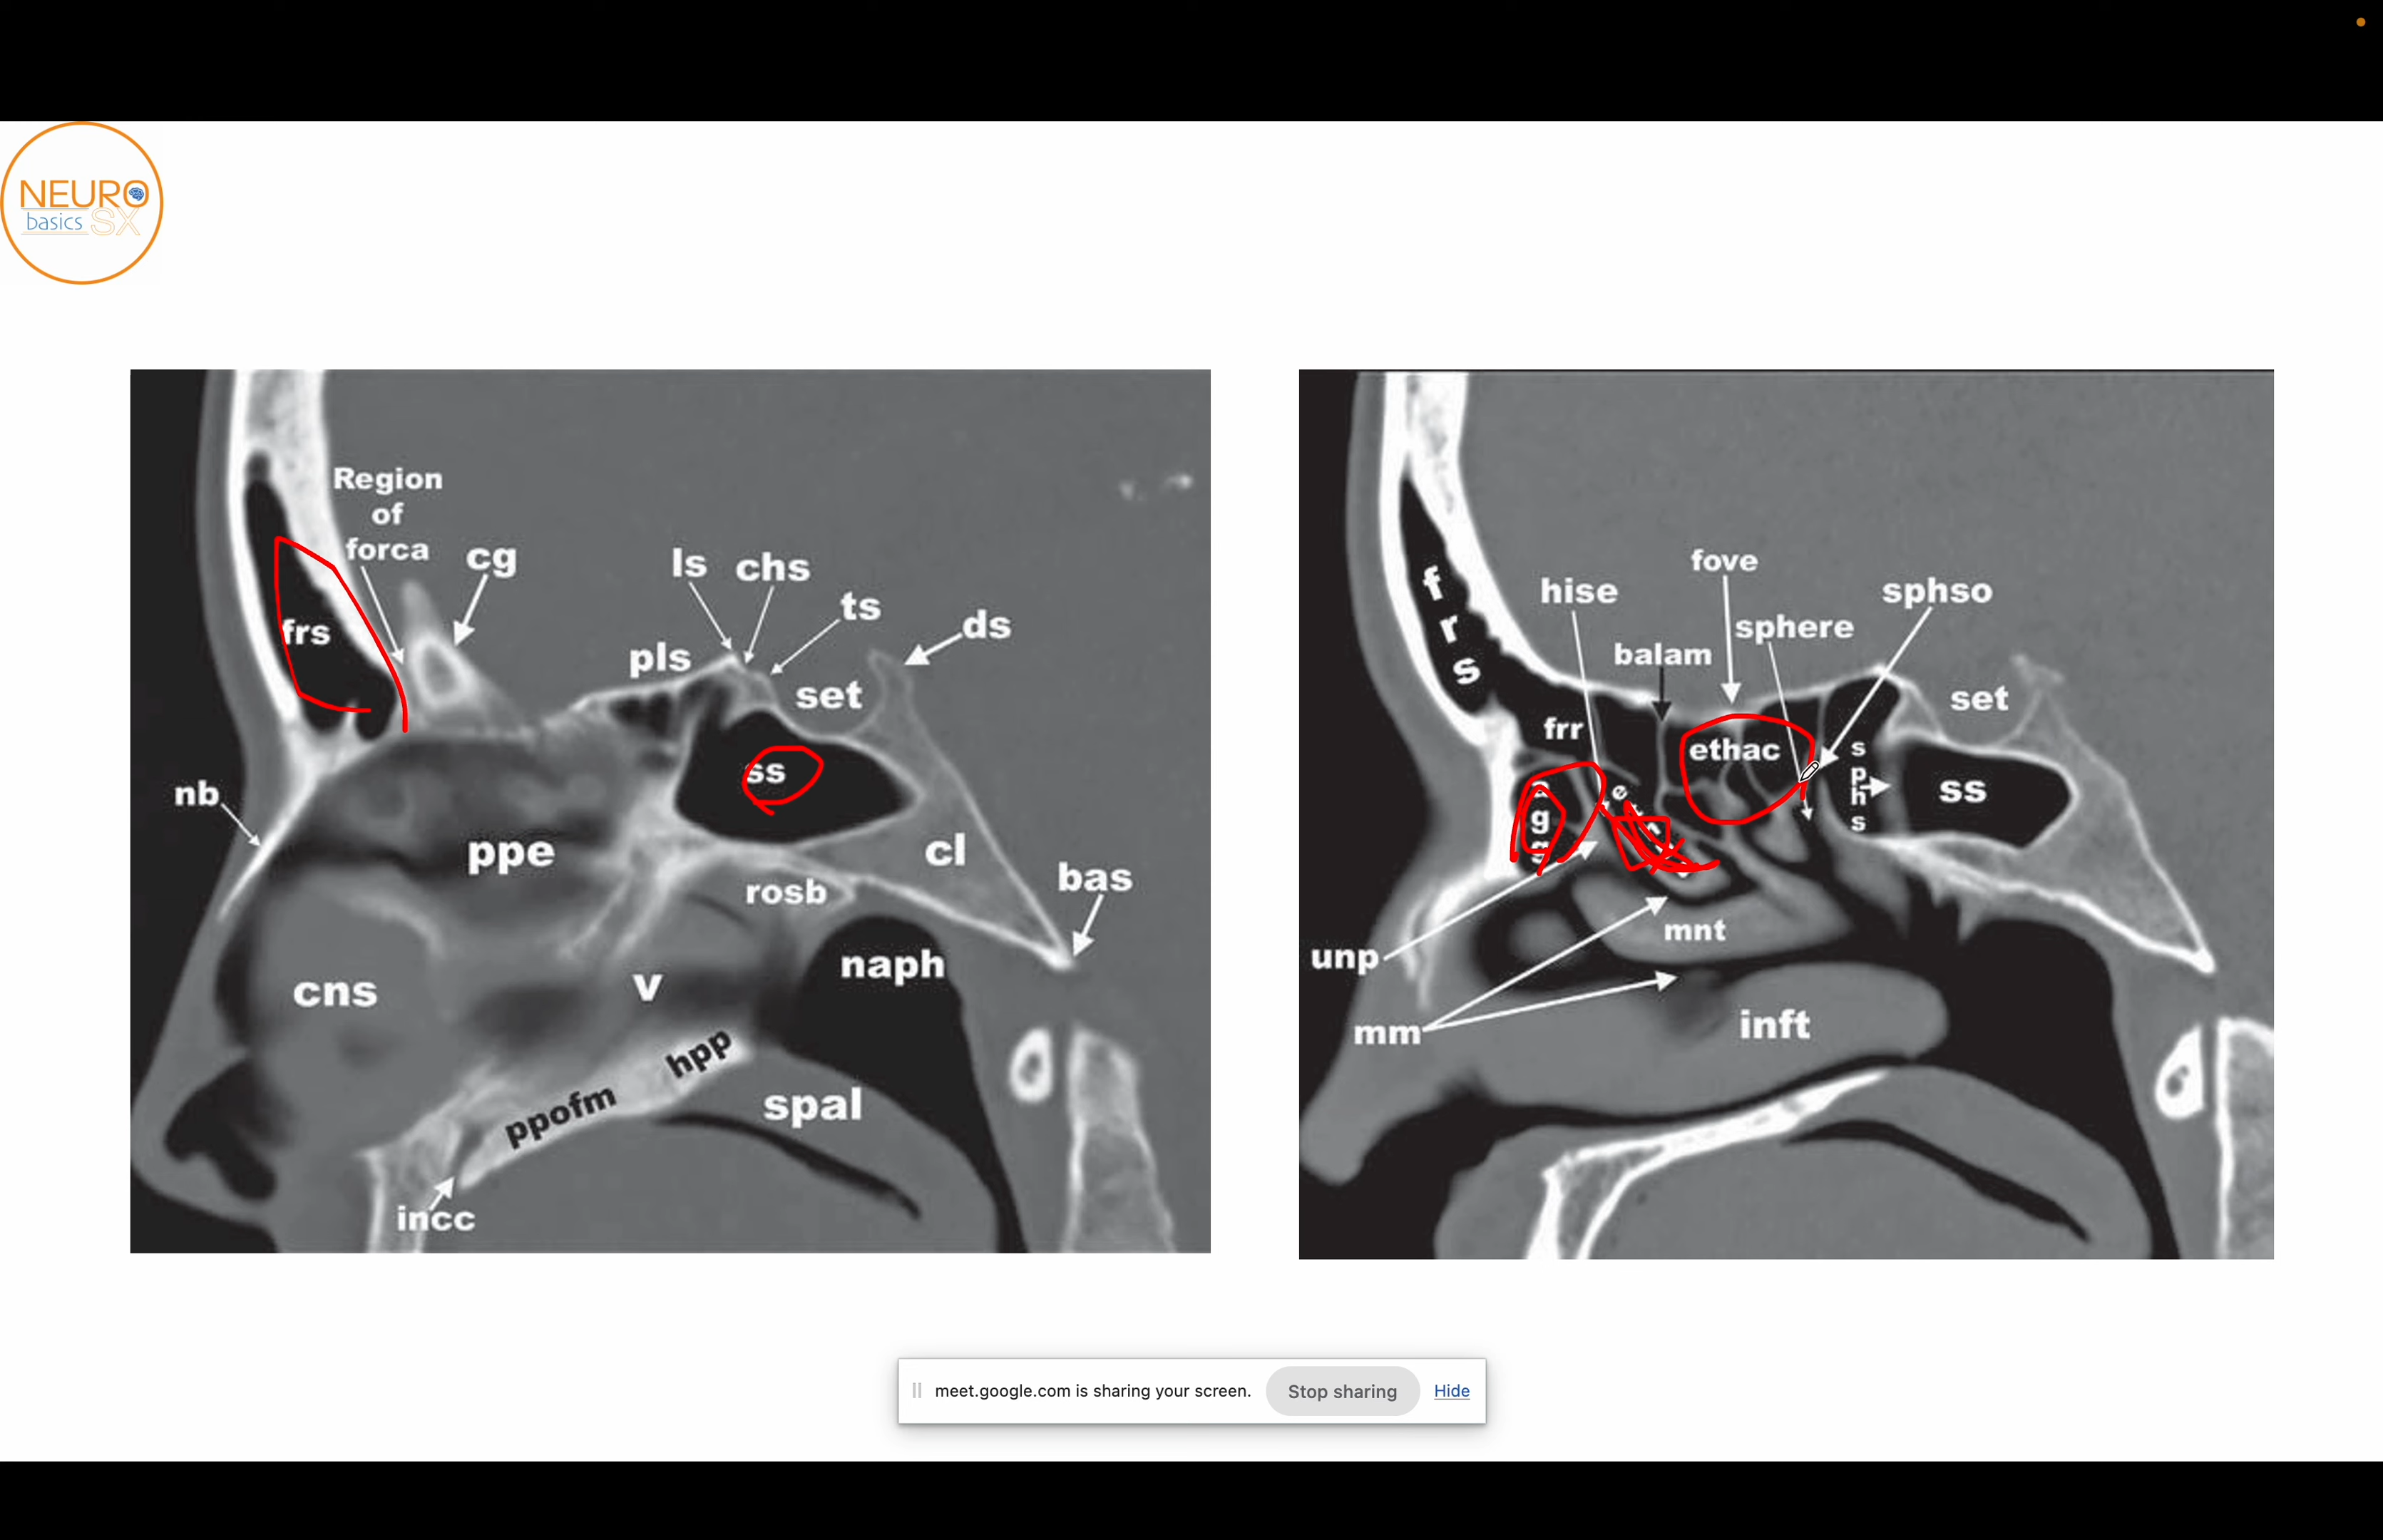 NEURO
basics SX
Region
of
forca
cg
ls
chs
ts
ds
pls
set
frs
ss
nb
ppe
cl
rosb
bas
naph
cns
v
hpp
ppofm
spal
incc
frs
hise
fove
sphso
balam
sphere
set
frr
ethac
sphs
ss
unp
mnt
mm
inft
meet.google.com is sharing your screen.
Stop sharing
Hide